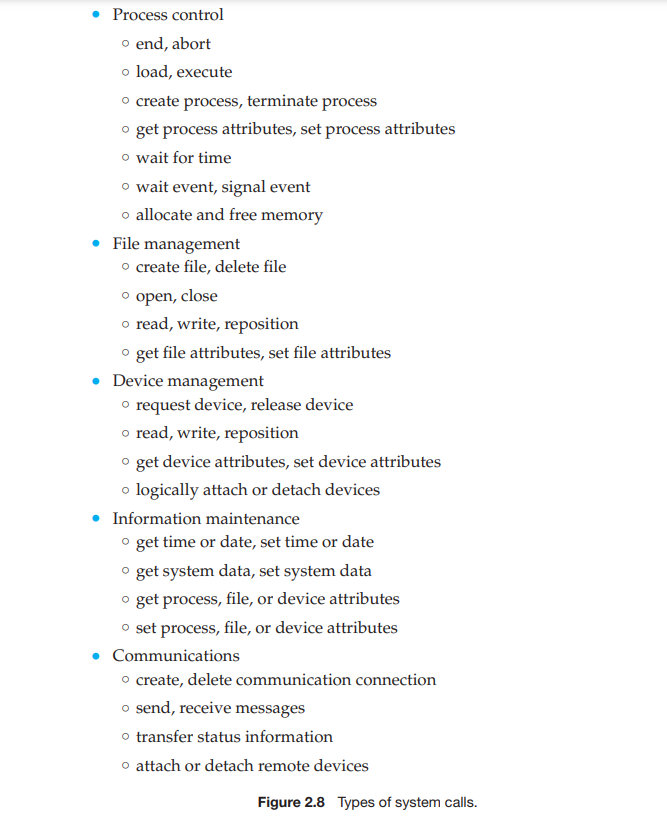 • Process control
◦ end, abort
◦ load, execute
◦ create process, terminate process
◦ get process attributes, set process attributes
◦ wait for time
◦ wait event, signal event
◦ allocate and free memory
• File management
◦ create file, delete file
◦ open, close
◦ read, write, reposition
◦ get file attributes, set file attributes
• Device management
◦ request device, release device
◦ read, write, reposition
◦ get device attributes, set device attributes
◦ logically attach or detach devices
• Information maintenance
◦ get time or date, set time or date
◦ get system data, set system data
◦ get process, file, or device attributes
◦ set process, file, or device attributes
• Communications
◦ create, delete communication connection
◦ send, receive messages
◦ transfer status information
◦ attach or detach remote devices
Figure 2.8 Types of system calls.